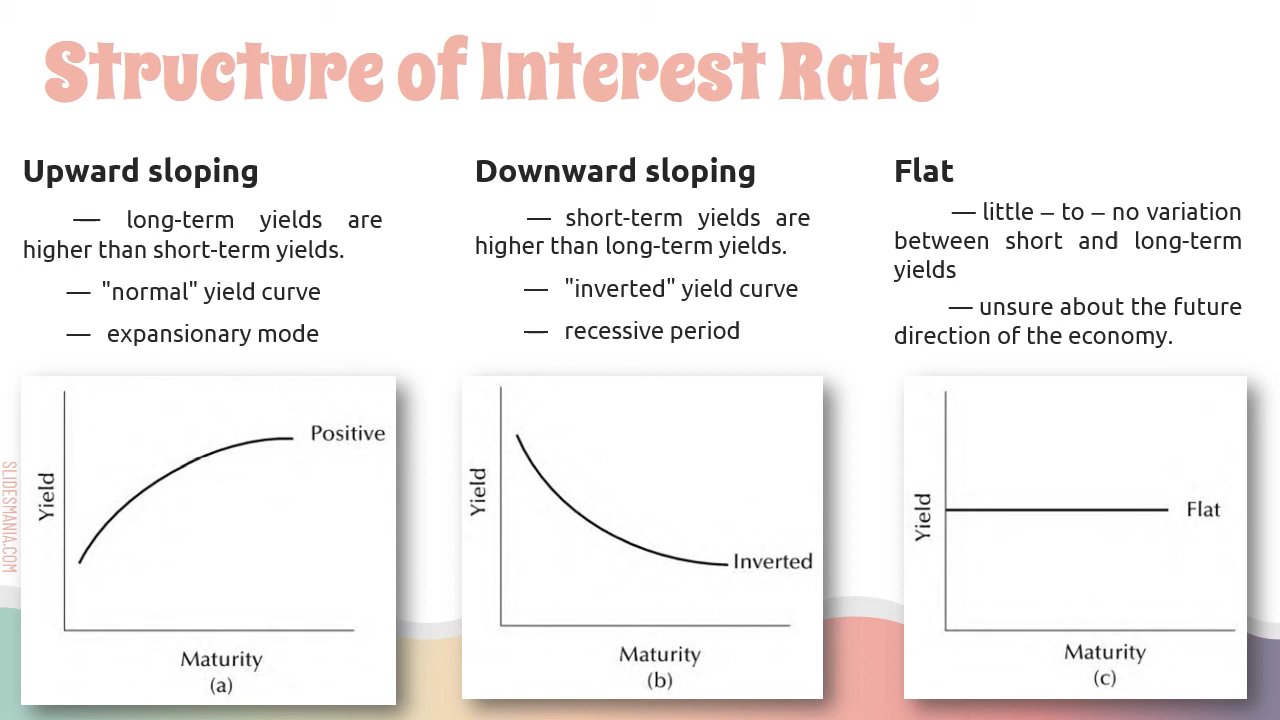 Structure of Interest Rate
Upward sloping
— long-term yields are
higher than short-term yields.
— "normal" yield curve
— expansionary mode
Downward sloping
— short-term yields are
higher than long-term yields.
— "inverted" yield curve
— recessive period
Flat
— little – to – no variation
between short and long-term
yields
— unsure about the future
direction of the economy.
Yield
Positive
Maturity
(a)
Yield
Inverted
Maturity
(b)
Yield
Flat
Maturity
(c)
SLIDESMANIA.COM